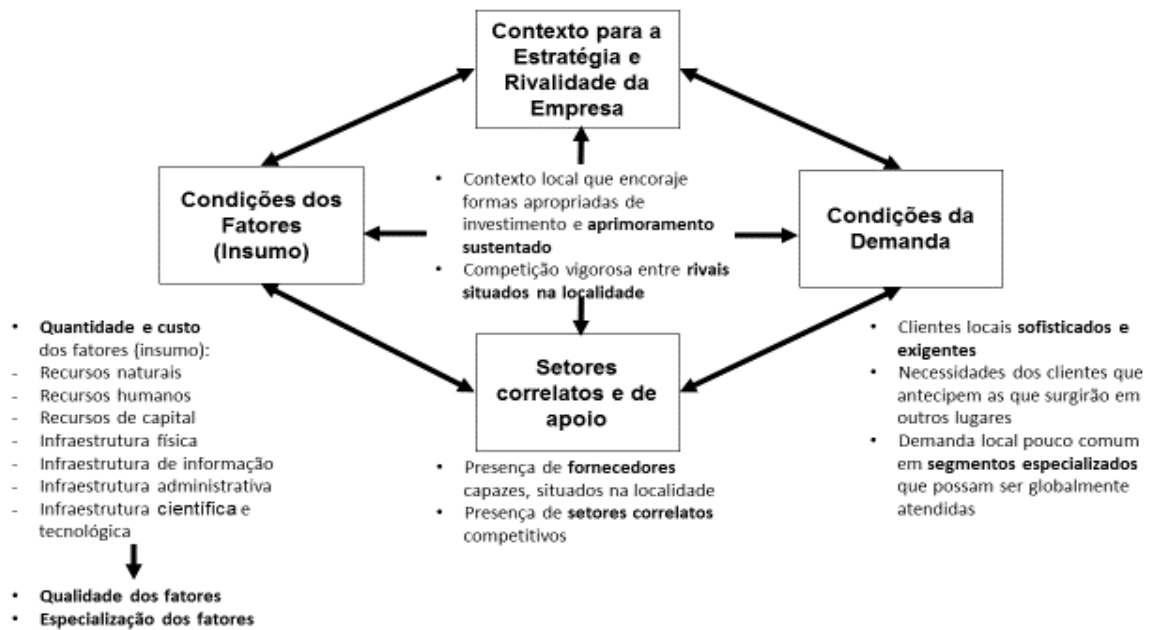 Contexto para a
Estratégia e
Rivalidade da
Empresa
Condições dos
Fatores
(Insumo)
• Contexto local que encoraje
formas apropriadas de
investimento e aprimoramento
sustentado
• Competição vigorosa entre rivais
situados na localidade
Condições da
Demanda
• Quantidade e custo
dos fatores (insumo):
- Recursos naturais
- Recursos humanos
- Recursos de capital
- Infraestrutura física
- Infraestrutura de informação
- Infraestrutura administrativa
- Infraestrutura científica e
tecnológica
• Qualidade dos fatores
• Especialização dos fatores
Setores
correlatos e de
apoio
• Presença de fornecedores
capazes, situados na localidade
• Presença de setores correlatos
competitivos
• Clientes locais sofisticados e
exigentes
• Necessidades dos clientes que
antecipem as que surgirão em
outros lugares
• Demanda local pouco comum
em segmentos especializados
que possam ser globalmente
atendidas